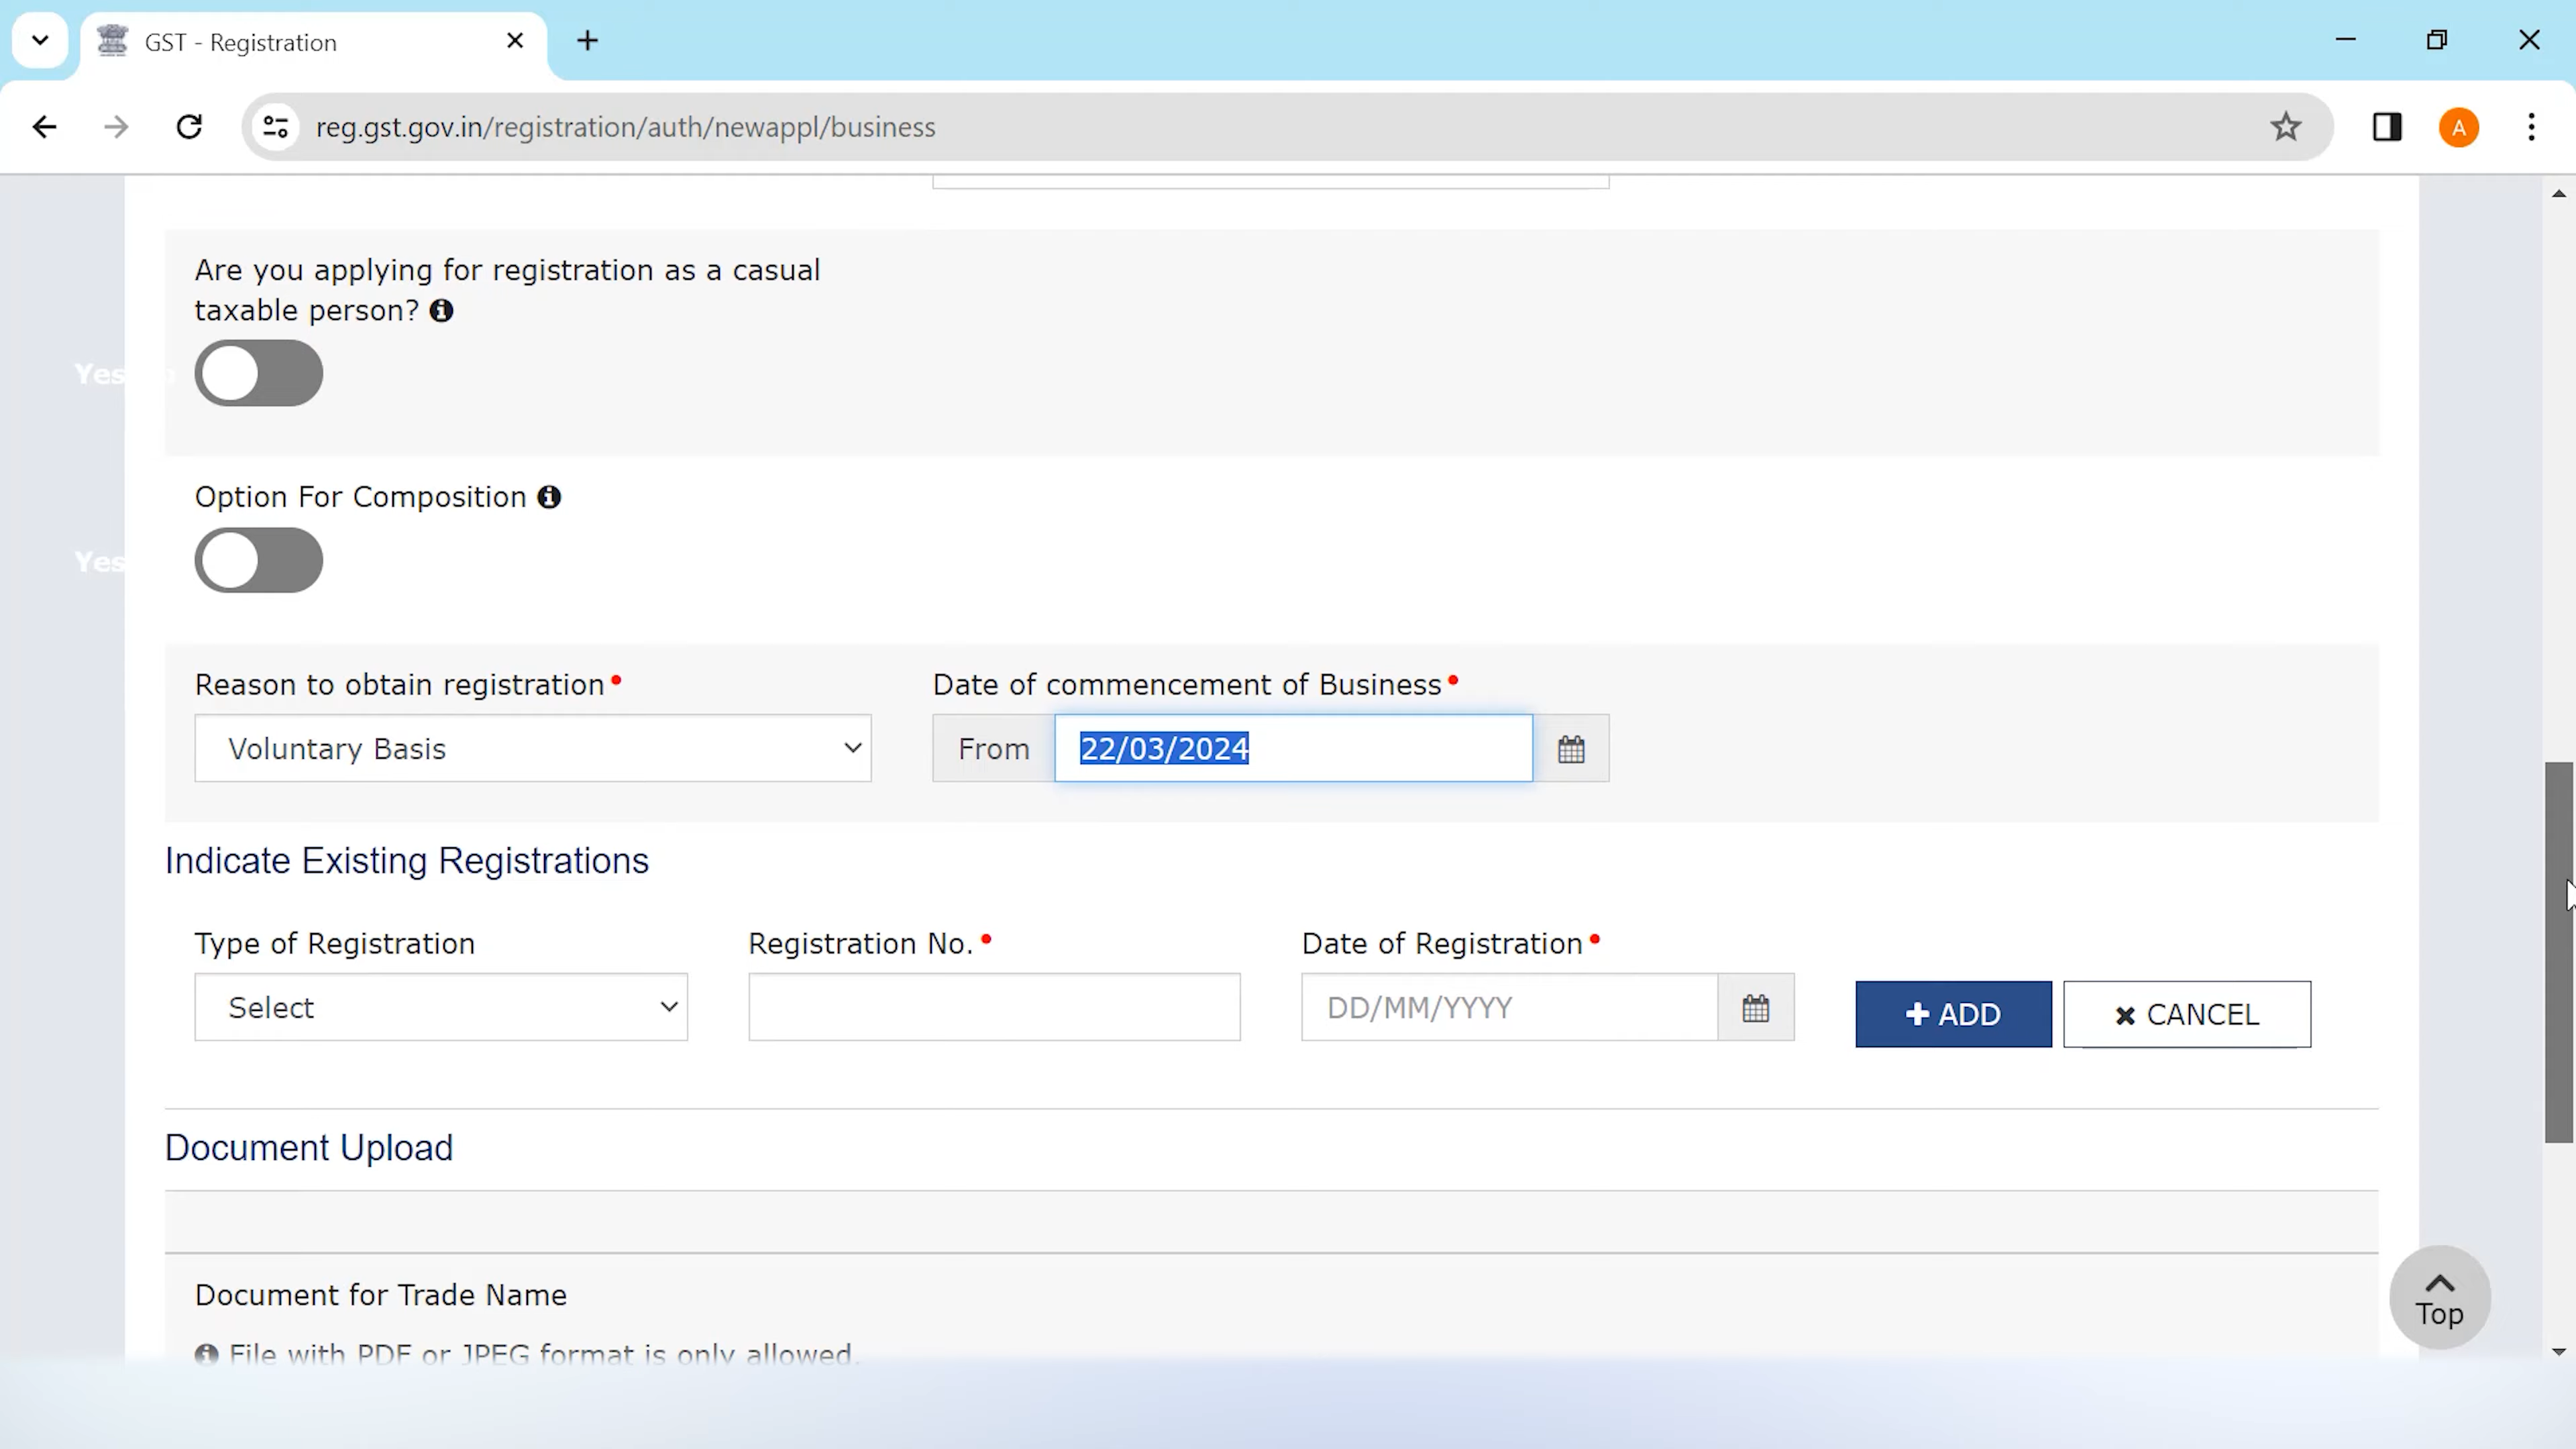 GST - Registration
reg.gst.gov.in/registration/auth/newappl/business
A
Are you applying for registration as a casual
taxable person?
Yes
Option For Composition
Yes
Reason to obtain registration
Date of commencement of Business
Voluntary Basis
From
22/03/2024
Indicate Existing Registrations
Type of Registration
Registration No.
Date of Registration
Select
DD/MM/YYYY
ADD
CANCEL
Document Upload
Document for Trade Name
File with PDF or JPEG format is only allowed.
Top